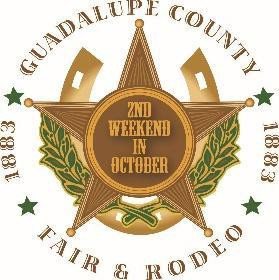 GUADALUPE COUNTY
1883
2ND
WEEKEND
IN
OCTOBER
1883
FAIR & RODEO